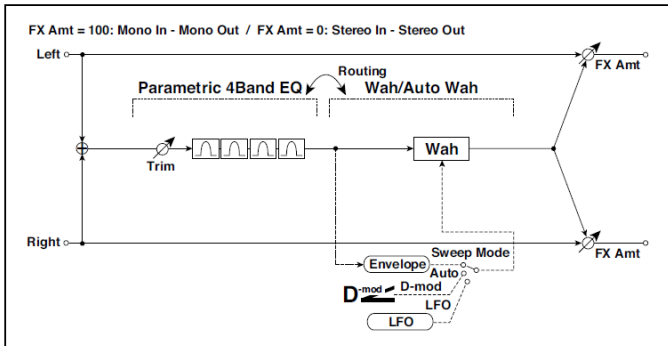 FX Amt = 100: Mono In - Mono Out / FX Amt = 0: Stereo In - Stereo Out
Left
FX Amt
Routing
Parametric 4Band EQ
Wah/Auto Wah
Trim
Wah
Right
FX Amt
Envelope
Sweep Mode
Auto
D-mod
D-mod
LFO
LFO